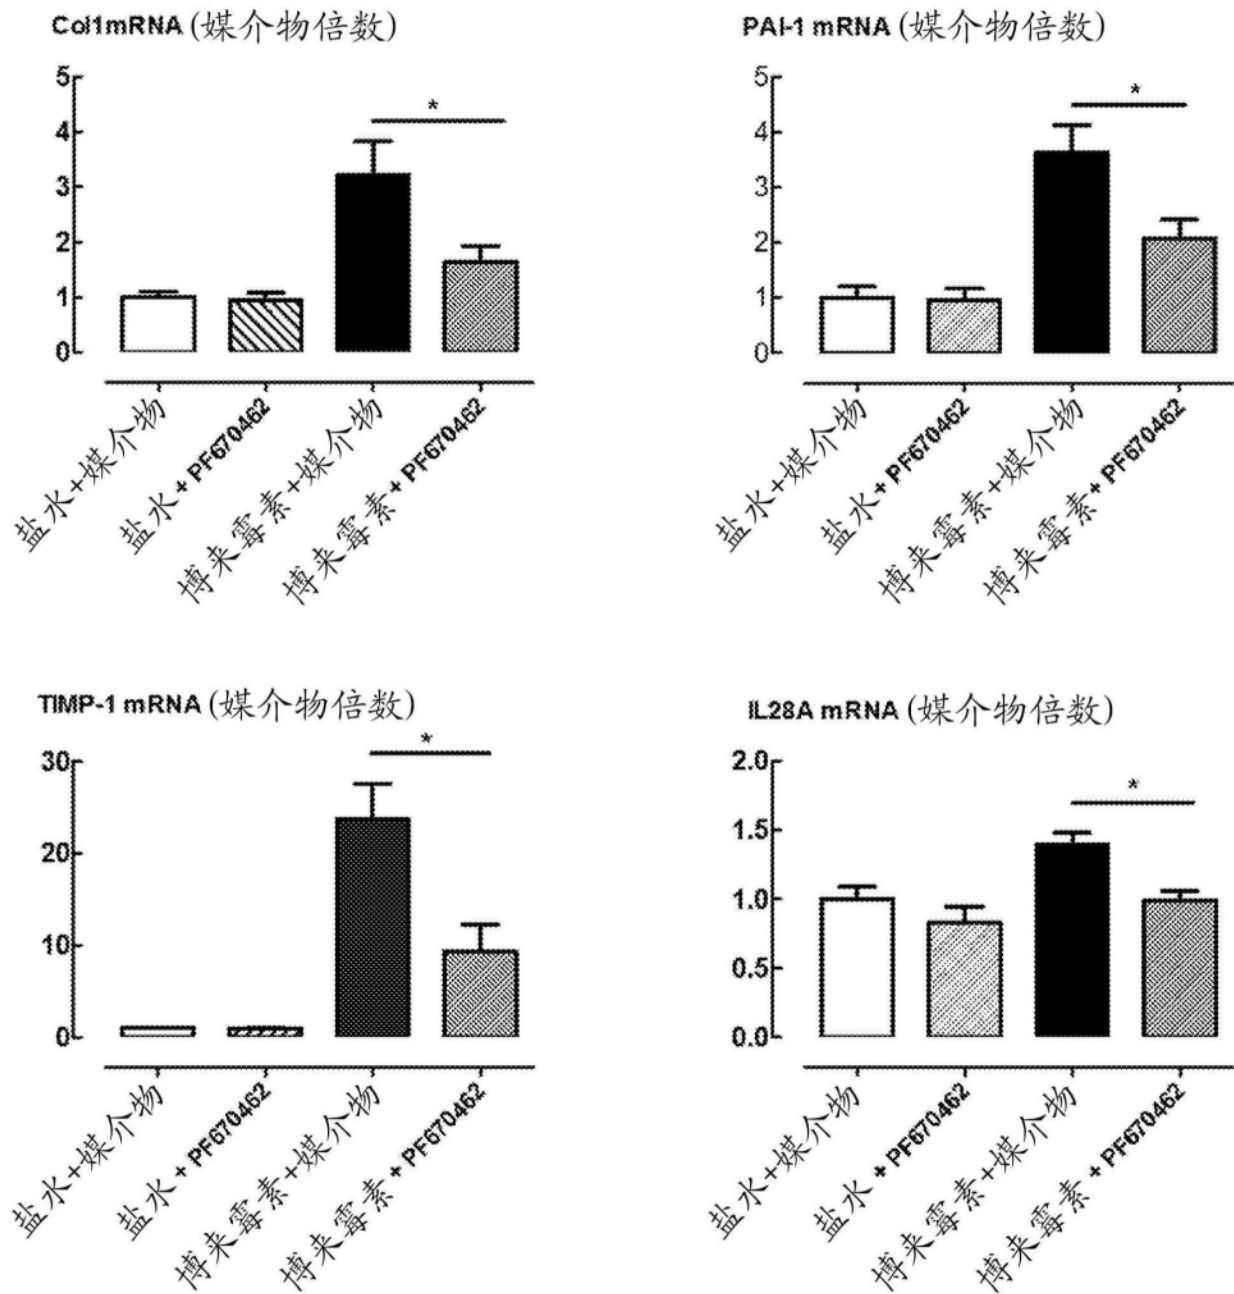 Col1mRNA (媒介物倍数)
5
*
4
3
2
1
0
盐水+媒介物
盐水+ PF670462
博来霉素+媒介物
博来霉素+ PF670462
PAI-1 mRNA (媒介物倍数)
5
*
4
3
2
1
0
盐水+媒介物
盐水+ PF670462
博来霉素+媒介物
博来霉素+ PF670462
TIMP-1 mRNA (媒介物倍数)
30
*
20
10
0
盐水+媒介物
盐水+ PF670462
博来霉素+媒介物
博来霉素+ PF670462
IL28A mRNA (媒介物倍数)
2.0
*
1.5
1.0
0.5
0.0
盐水+媒介物
盐水+ PF670462
博来霉素+媒介物
博来霉素+ PF670462